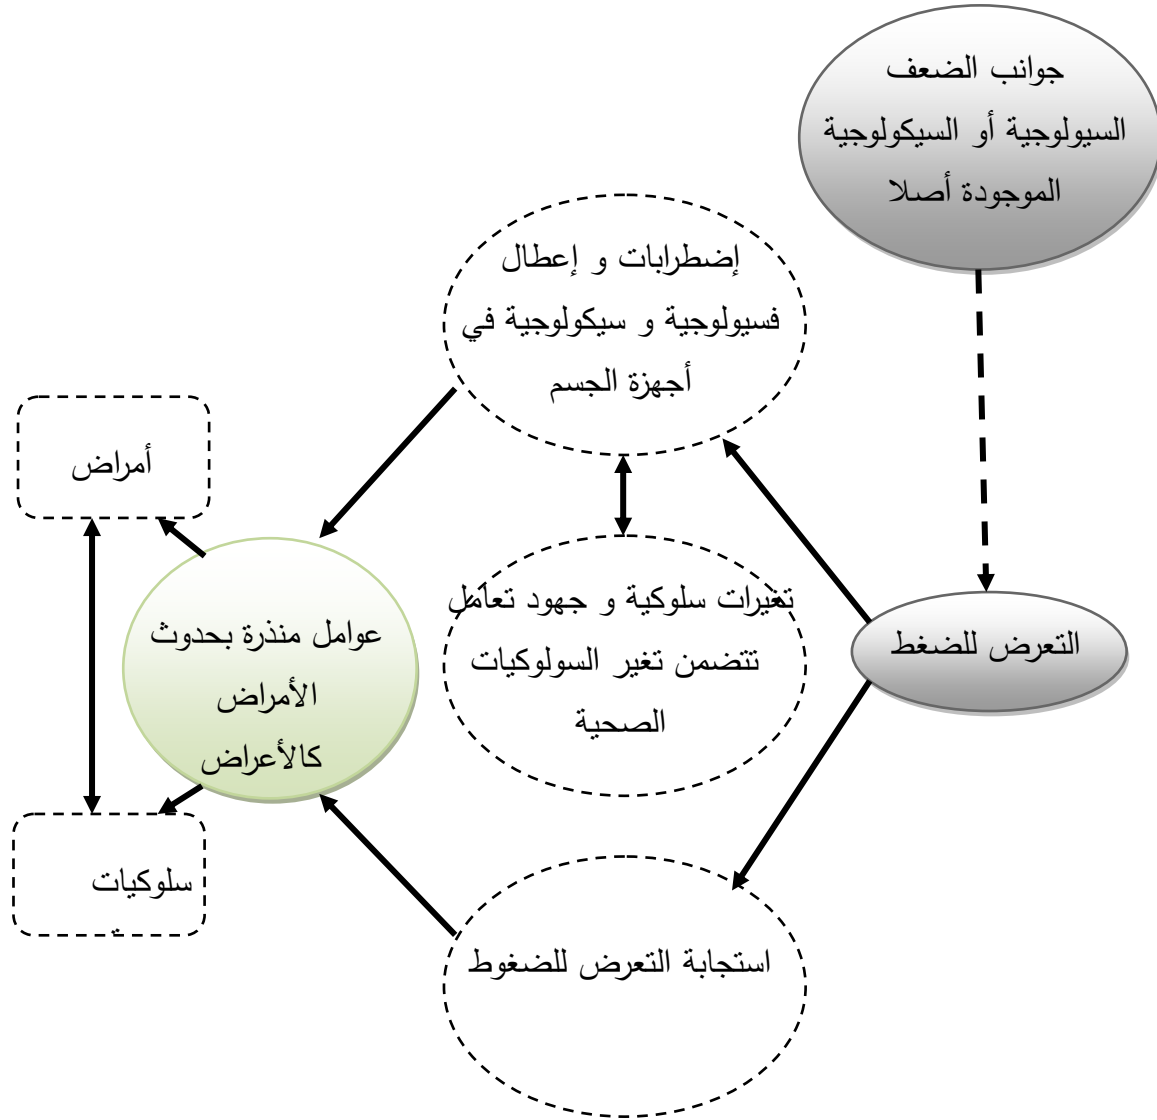 جوانب الضعف
السيولوجية أو السيكولوجية
الموجودة أصلا
إضطرابات و إعطال
فسيولوجية و سيكولوجية في
أجهزة الجسم
أمراض
تغيرات سلوكية و جهود تعامل
تتضمن تغير السولوكيات
الصحية
التعرض للضغط
عوامل منذرة بحدوث
الأمراض
كالأعراض
سلوكيات
استجابة التعرض للضغوط